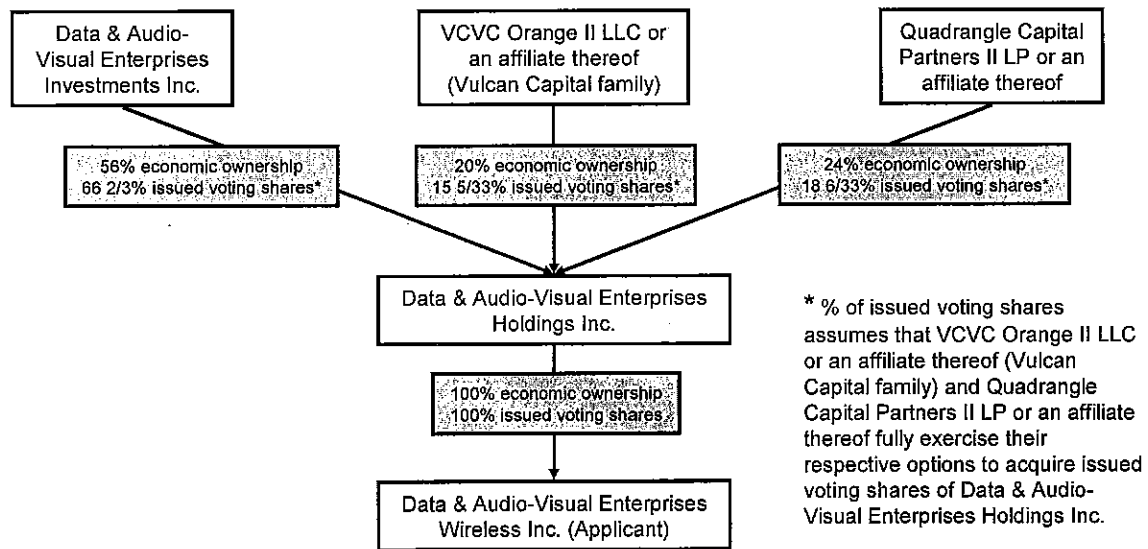 Data & Audio-
Visual Enterprises
Investments Inc.
VCVC Orange II LLC or
an affiliate thereof
(Vulcan Capital family)
Quadrangle Capital
Partners II LP or an
affiliate thereof
56% economic ownership
66 2/3% issued voting shares*
20% economic ownership
15 5/33% issued voting shares*
24% economic ownership
18 6/33% issued voting shares*
Data & Audio-Visual Enterprises
Holdings Inc.
100% economic ownership
100% issued voting shares
Data & Audio-Visual Enterprises
Wireless Inc. (Applicant)
* % of issued voting shares
assumes that VCVC Orange II LLC
or an affiliate thereof (Vulcan
Capital family) and Quadrangle
Capital Partners II LP or an affiliate
thereof fully exercise their
respective options to acquire issued
voting shares of Data & Audio-
Visual Enterprises Holdings Inc.